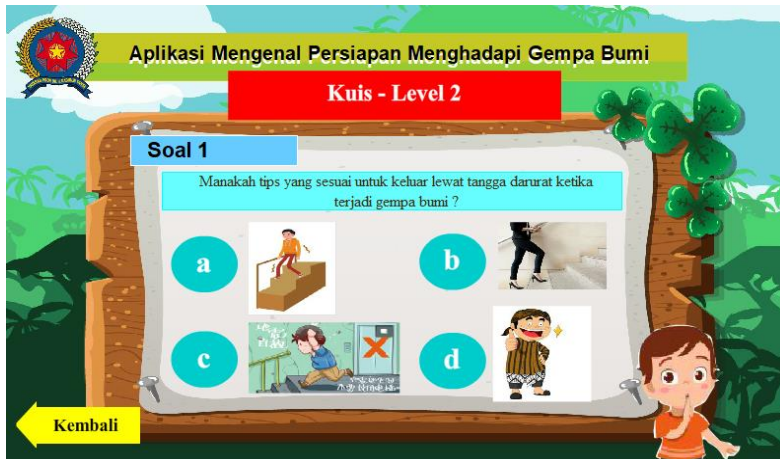 Aplikasi Mengenal Persiapan Menghadapi Gempa Bumi
Kuis - Level 2
Soal 1
Manakah tips yang sesuai untuk keluar lewat tangga darurat ketika
terjadi gempa bumi ?
a
b
c
d
Kembali